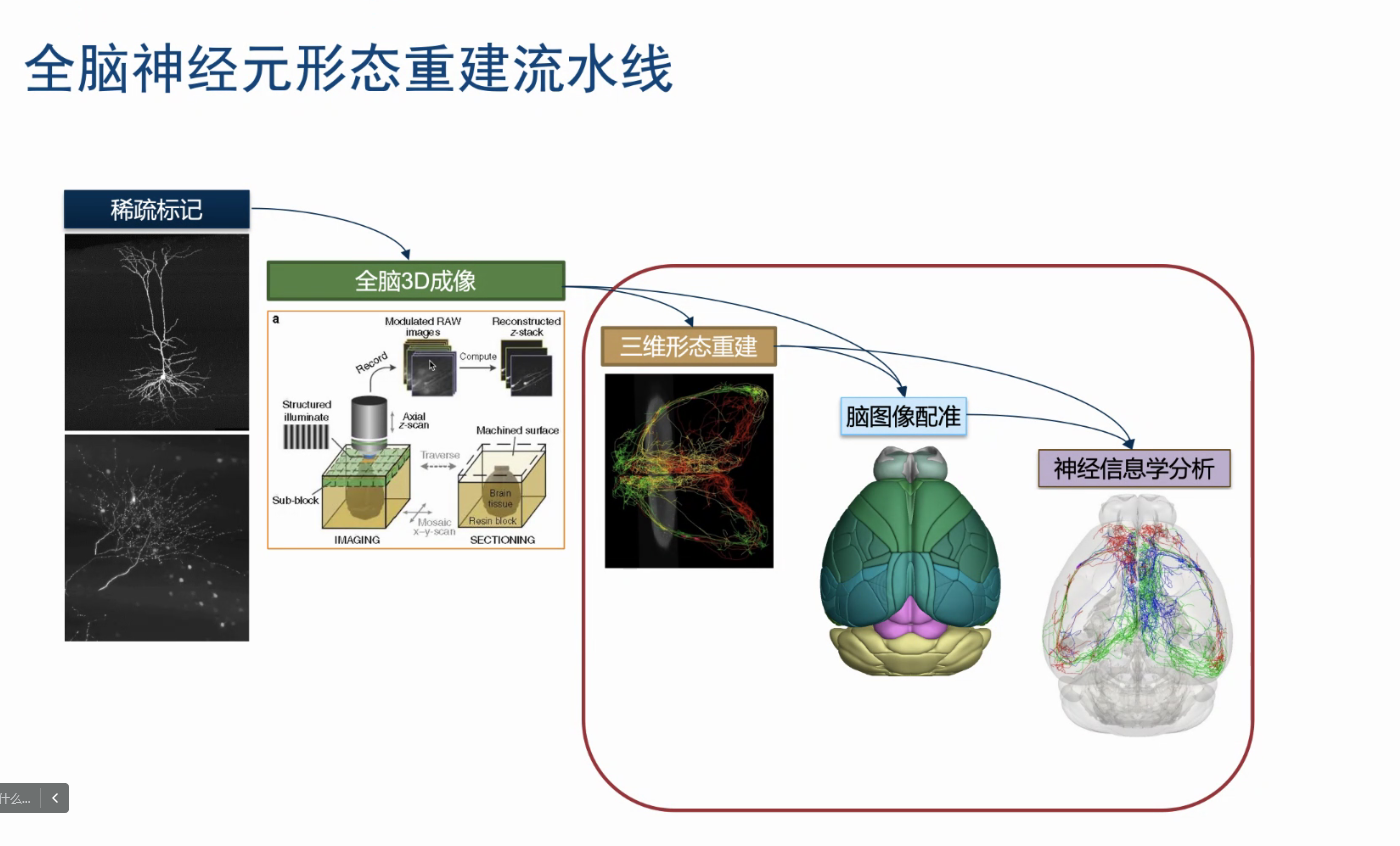 全脑神经元形态重建流水线
稀疏标记
全脑3D成像
a
Modulated RAW
images
Reconstructed
z-stack
Record
Compute
Structured
illuminate
Axial
z-scan
Machined surface
Traverse
Sub-block
Brain
tissue
Mosaic
x–y-scan
Resin block
IMAGING
SECTIONING
三维形态重建
脑图像配准
神经信息学分析
什么...